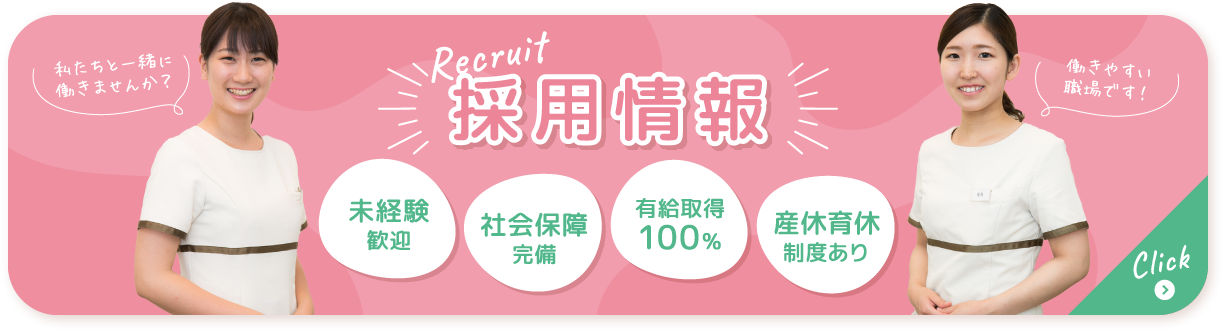 私たちと一緒に
働きませんか？
Recruit
採用情報
働きやすい
職場です！
未経験
歓迎
社会保障
完備
有給取得
100%
産休育休
制度あり
Click